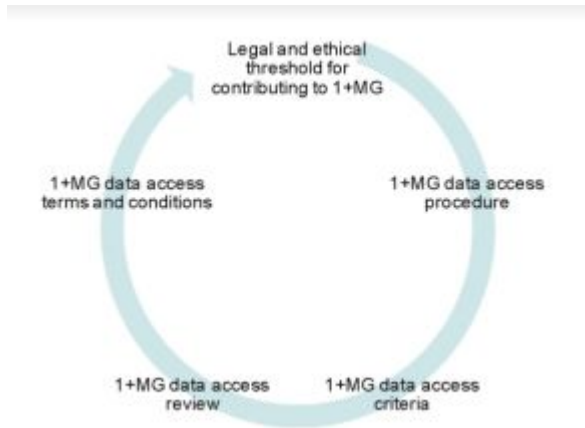 Legal and ethical
threshold for
contributing to 1+MG
1+MG data access
procedure
1+MG data access
criteria
1+MG data access
review
1+MG data access
terms and conditions